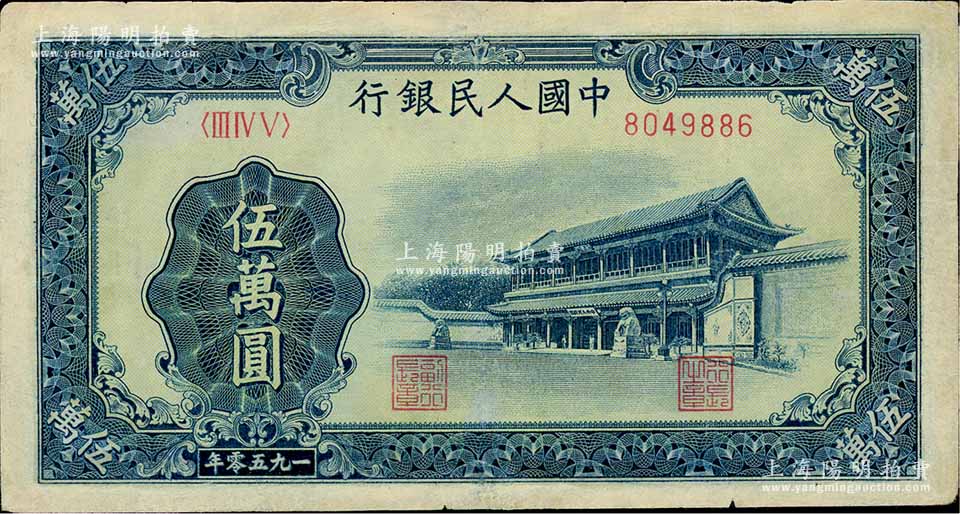 上海陽明拍賣
www.yangmingauction.com
伍萬
伍萬
中國人民銀行
〈ⅢⅣⅤ〉
8049886
伍萬圓
上海陽明拍賣
www.yangmingauction.com
伍萬
伍萬
一九五零年
上海陽明拍賣
www.yangmingauction.com